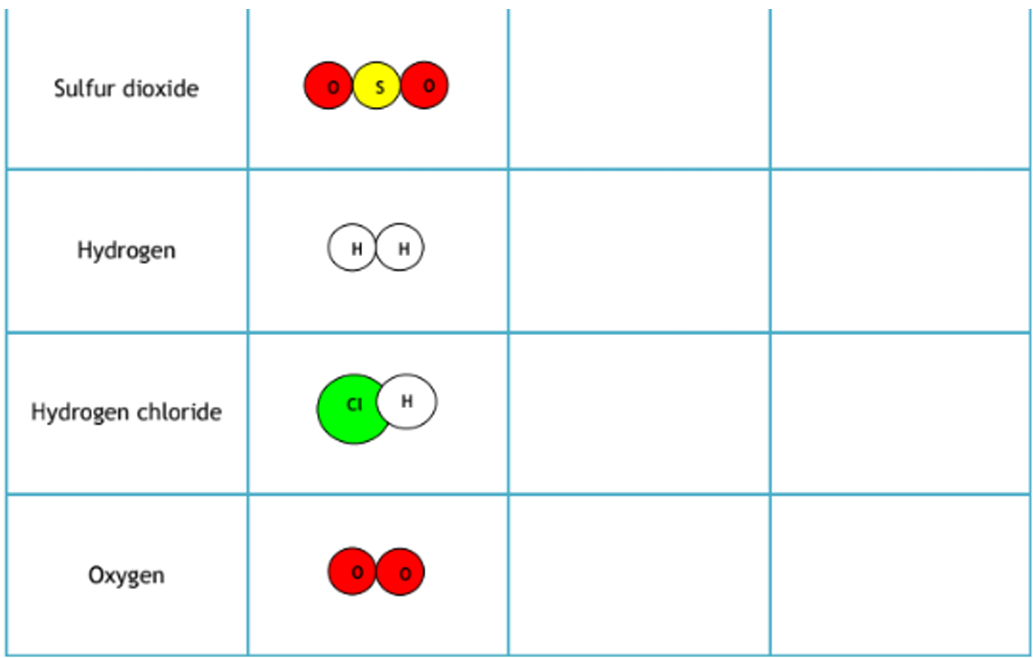 Sulfur dioxide
O S O
Hydrogen
H H
Hydrogen chloride
Cl H
Oxygen
O O